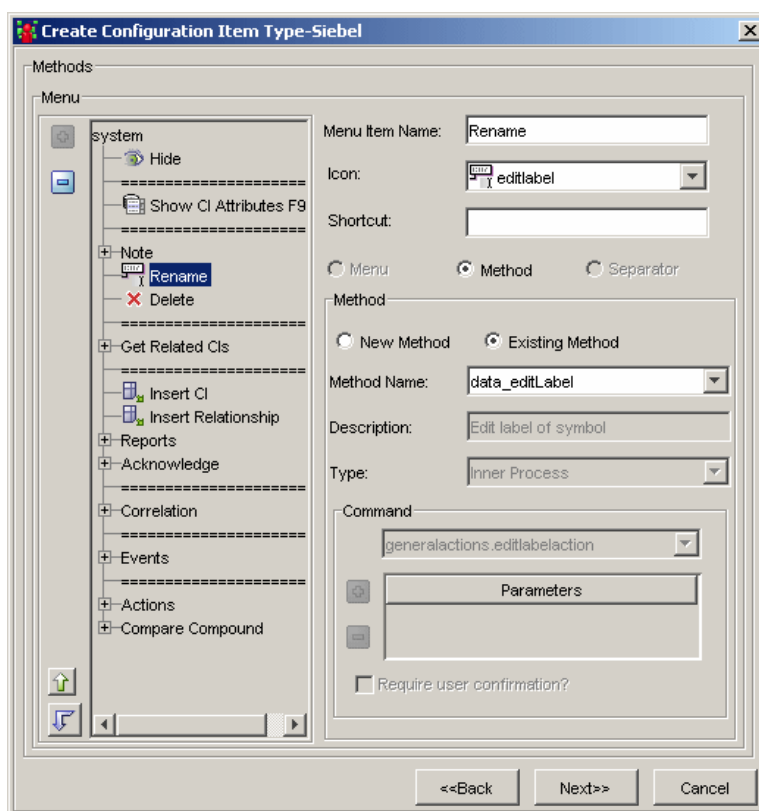 Create Configuration Item Type-Siebel
Methods
Menu
system
Hide
======================
Show CI Attributes F9
======================
Note
Rename
Delete
======================
Get Related CIs
======================
Insert CI
Insert Relationship
Reports
Acknowledge
======================
Correlation
======================
Events
======================
Actions
Compare Compound
Menu Item Name: Rename
Icon: editlabel
Shortcut:
Menu Method Separator
Method
New Method Existing Method
Method Name: data_editLabel
Description: Edit label of symbol
Type: Inner Process
Command
generalactions.editlabelaction
Parameters
Require user confirmation?
<<Back Next>> Cancel